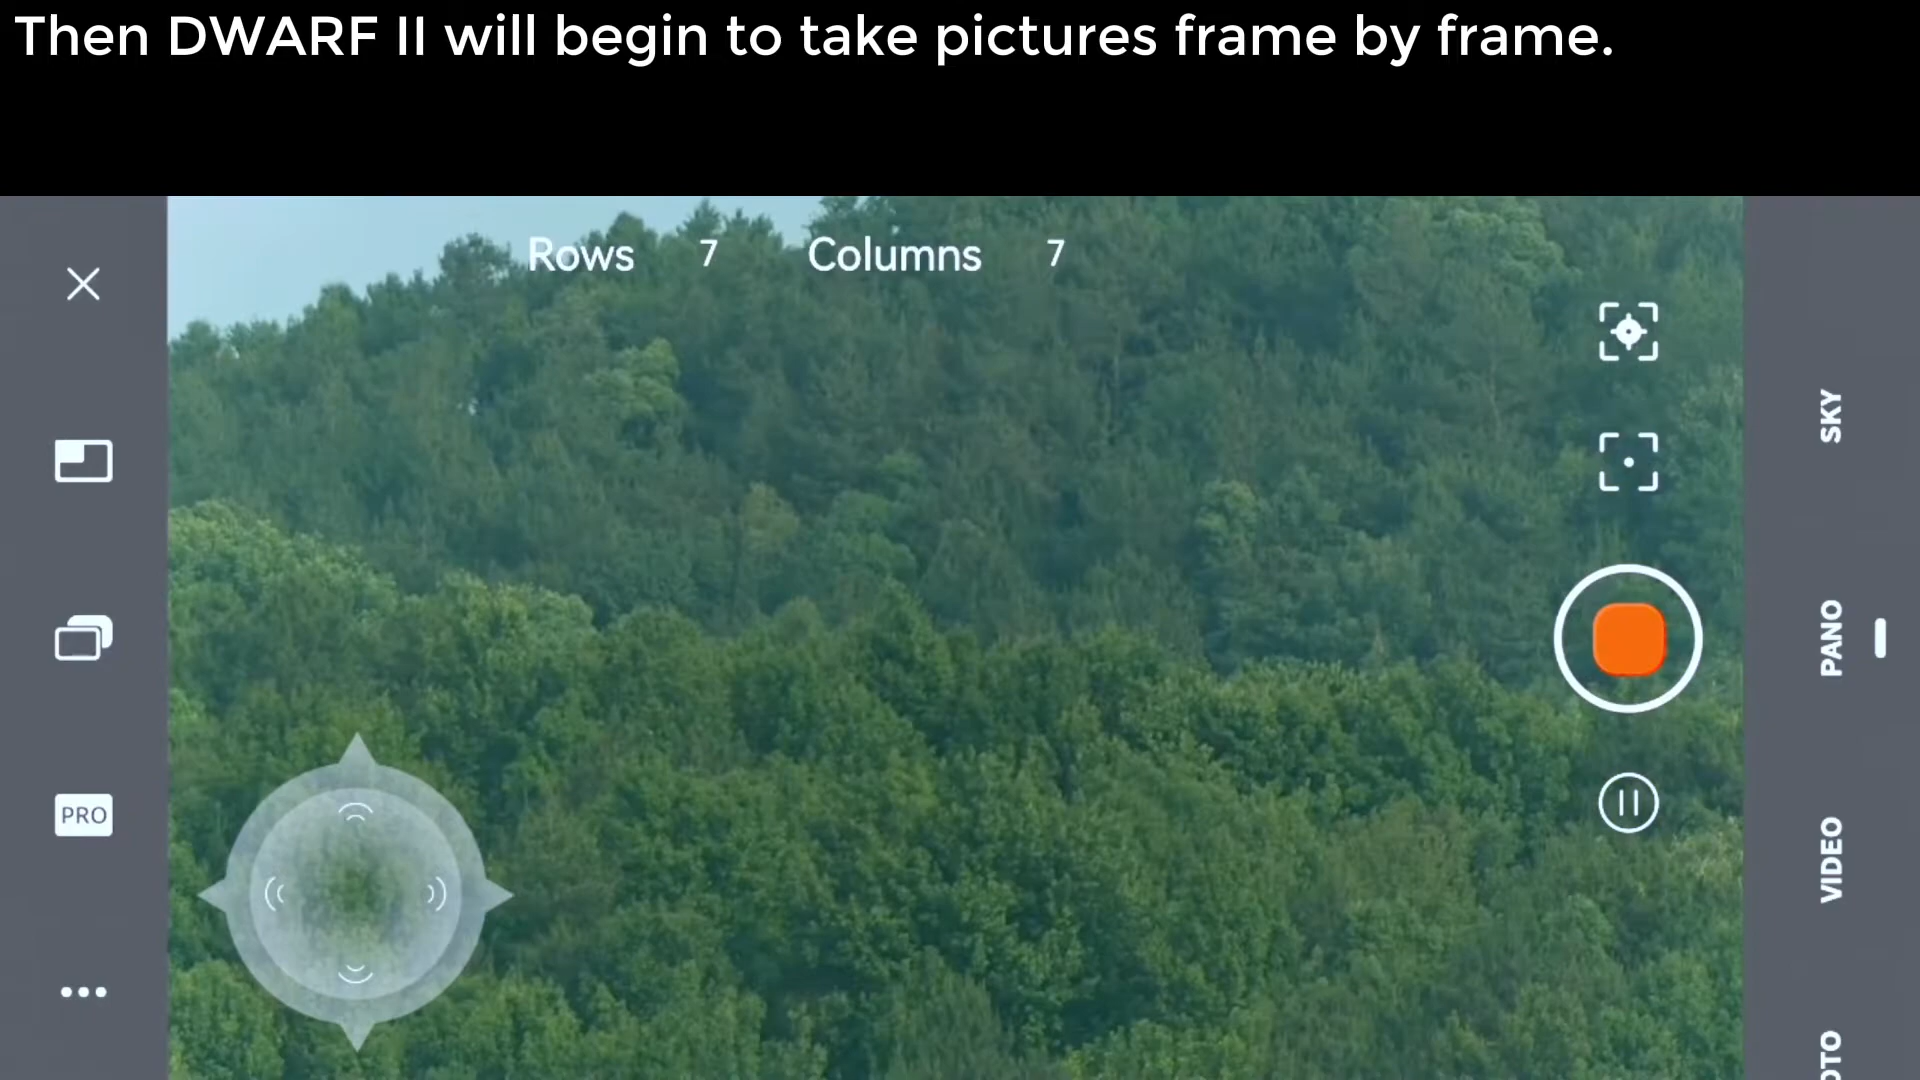 Then DWARF II will begin to take pictures frame by frame.
Rows 7 Columns 7
SKY
PANO
PRO
VIDEO
OTO